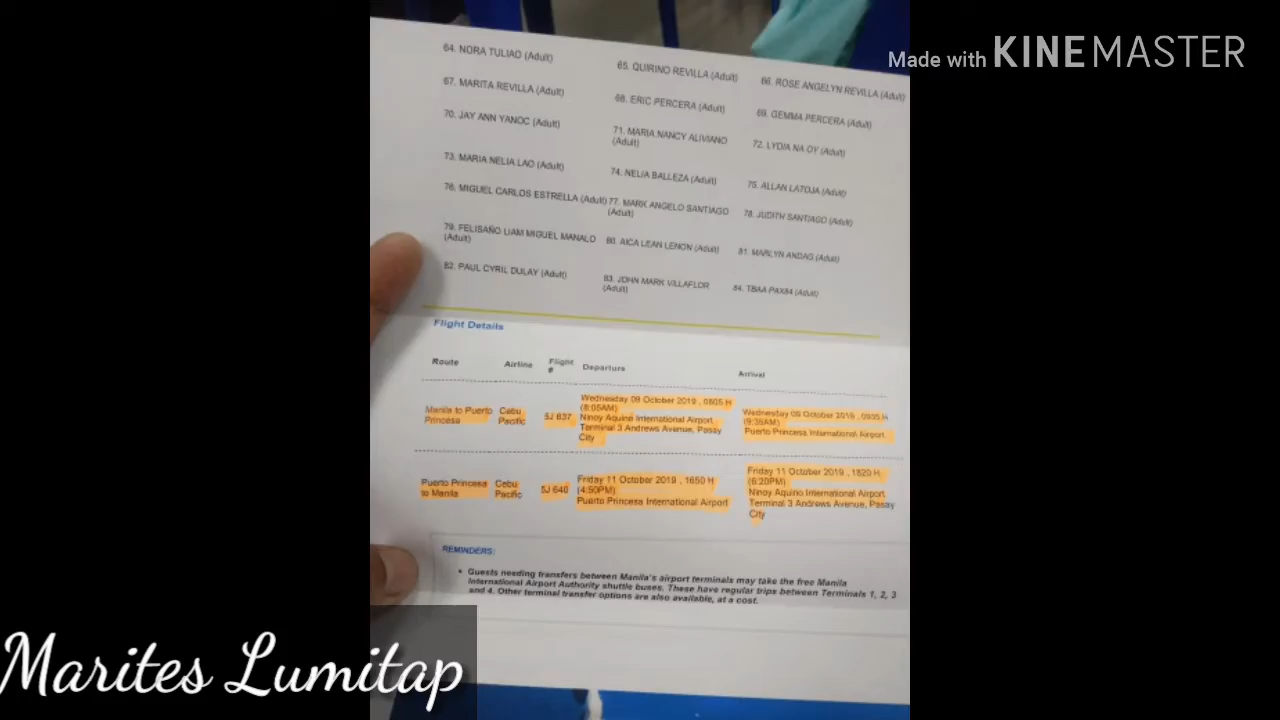 64. NORA TULIAO (Adult)
65. QUIRINO REVILLA (Adult)
66. ROSE ANGELYN REVILLA (Adult)
67. MARITA REVILLA (Adult)
68. ERIC PERCERA (Adult)
69. GEMMA PERCERA (Adult)
70. JAY ANN YANOC (Adult)
71. MARIA NANCY ALIVIANO
(Adult)
72. LYDIA NA OY (Adult)
73. MARIA NELIA LAO (Adult)
74. NELIA BALLEZA (Adult)
75. ALLAN LATOJA (Adult)
76. MIGUEL CARLOS ESTRELLA (Adult)
77. MARK ANGELO SANTIAGO
(Adult)
78. JUDITH SANTIAGO (Adult)
79. FELISAÑO LIAM MIGUEL MANALO
(Adult)
80. AICA LEAN LENON (Adult)
81. MARLYN ANDAG (Adult)
82. PAUL CYRIL DULAY (Adult)
83. JOHN MARK VILLAFLOR
(Adult)
84. TBAA PAX84 (Adult)
Flight Details
Route
Airline
Flight
#
Departure
Arrival
Manila to Puerto
Princesa
Cebu
Pacific
5J 637
Wednesday 09 October 2019 , 0805 H
(8:05AM)
Ninoy Aquino International Airport,
Terminal 3 Andrews Avenue, Pasay
City
Wednesday 09 October 2019 , 0935 H
(9:35AM)
Puerto Princesa International Airport
Puerto Princesa
to Manila
Cebu
Pacific
5J 640
Friday 11 October 2019 , 1650 H
(4:50PM)
Puerto Princesa International Airport
Friday 11 October 2019 , 1820 H
(6:20PM)
Ninoy Aquino International Airport
Terminal 3 Andrews Avenue, Pasay
City
REMINDERS:
• Guests needing transfers between Manila's airport terminals may take the free Manila
International Airport Authority shuttle buses. These have regular trips between Terminals 1, 2, 3
and 4. Other terminal transfer options are also available, at a cost.
Made with KINEMASTER
Marites Lumitap